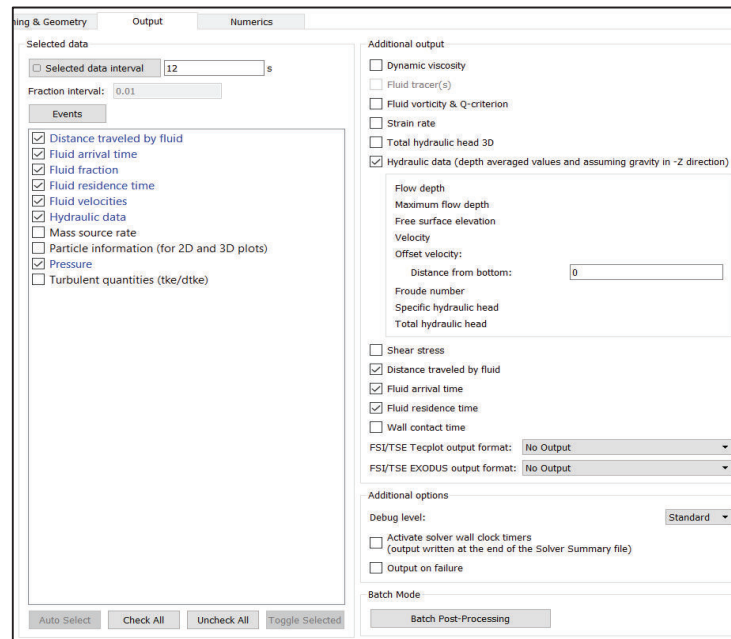 ning & Geometry
Output
Numerics
Selected data
Selected data interval 12 s
Fraction interval: 0.01
Events
Distance traveled by fluid
Fluid arrival time
Fluid fraction
Fluid residence time
Fluid velocities
Hydraulic data
Mass source rate
Particle information (for 2D and 3D plots)
Pressure
Turbulent quantities (tke/dtke)
Auto Select
Check All
Uncheck All
Toggle Selected
Additional output
Dynamic viscosity
Fluid tracer(s)
Fluid vorticity & Q-criterion
Strain rate
Total hydraulic head 3D
Hydraulic data (depth averaged values and assuming gravity in -Z direction)
Flow depth
Maximum flow depth
Free surface elevation
Velocity
Offset velocity:
Distance from bottom: 0
Froude number
Specific hydraulic head
Total hydraulic head
Shear stress
Distance traveled by fluid
Fluid arrival time
Fluid residence time
Wall contact time
FSI/TSE Tecplot output format: No Output
FSI/TSE EXODUS output format: No Output
Additional options
Debug level: Standard
Activate solver wall clock timers
(output written at the end of the Solver Summary file)
Output on failure
Batch Mode
Batch Post-Processing